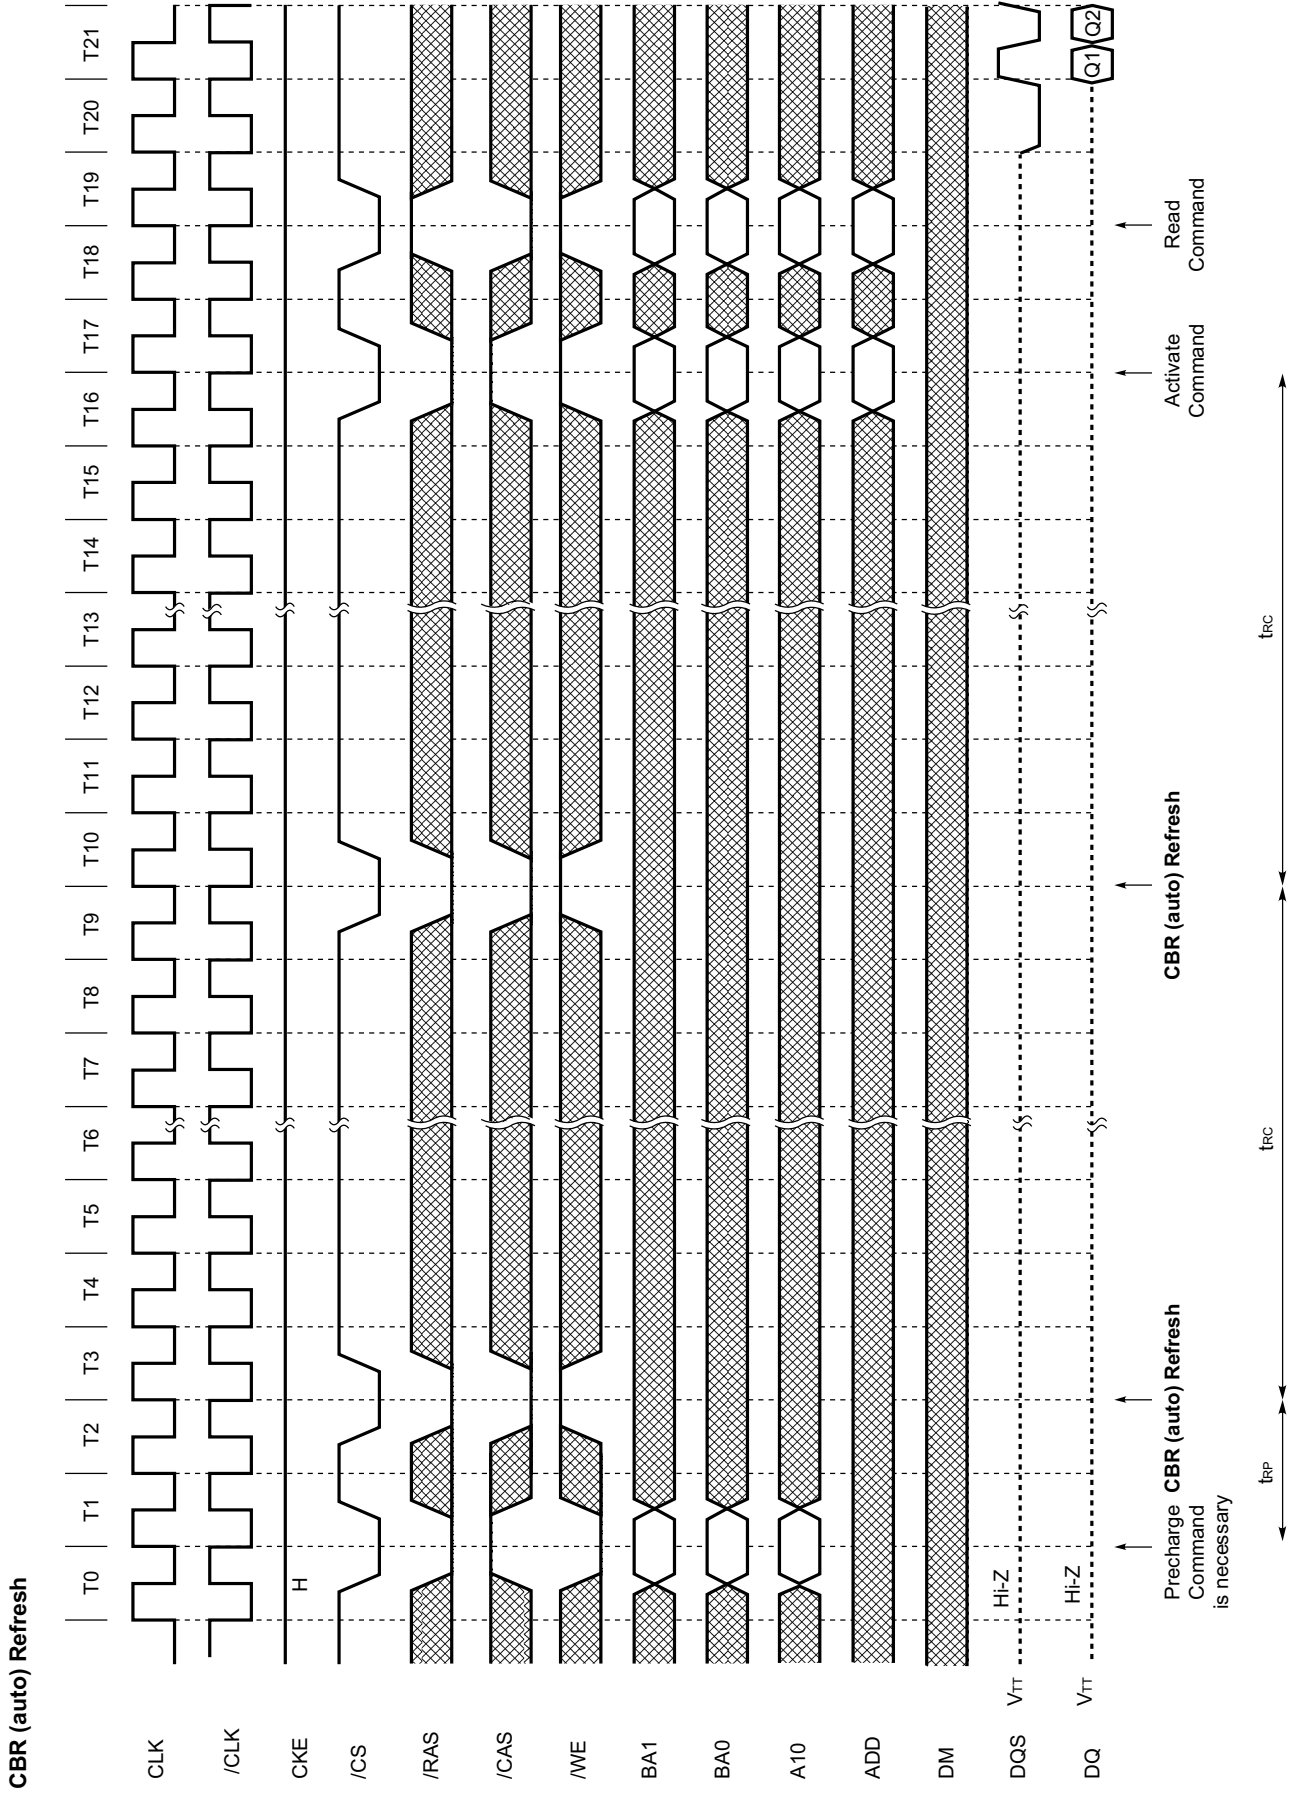 CBR (auto) Refresh
T0 T1 T2 T3 T4 T5 T6 T7 T8 T9 T10 T11 T12 T13 T14 T15 T16 T17 T18 T19 T20 T21
CLK
/CLK
CKE
H
/CS
/RAS
/CAS
/WE
BA1
BA0
A10
ADD
DM
DQS
VTT
Hi-Z
DQ
VTT
Hi-Z
Q1 Q2
Precharge
Command
is necessary
CBR (auto) Refresh
CBR (auto) Refresh
Activate
Command
Read
Command
tRP
tRC
tRC